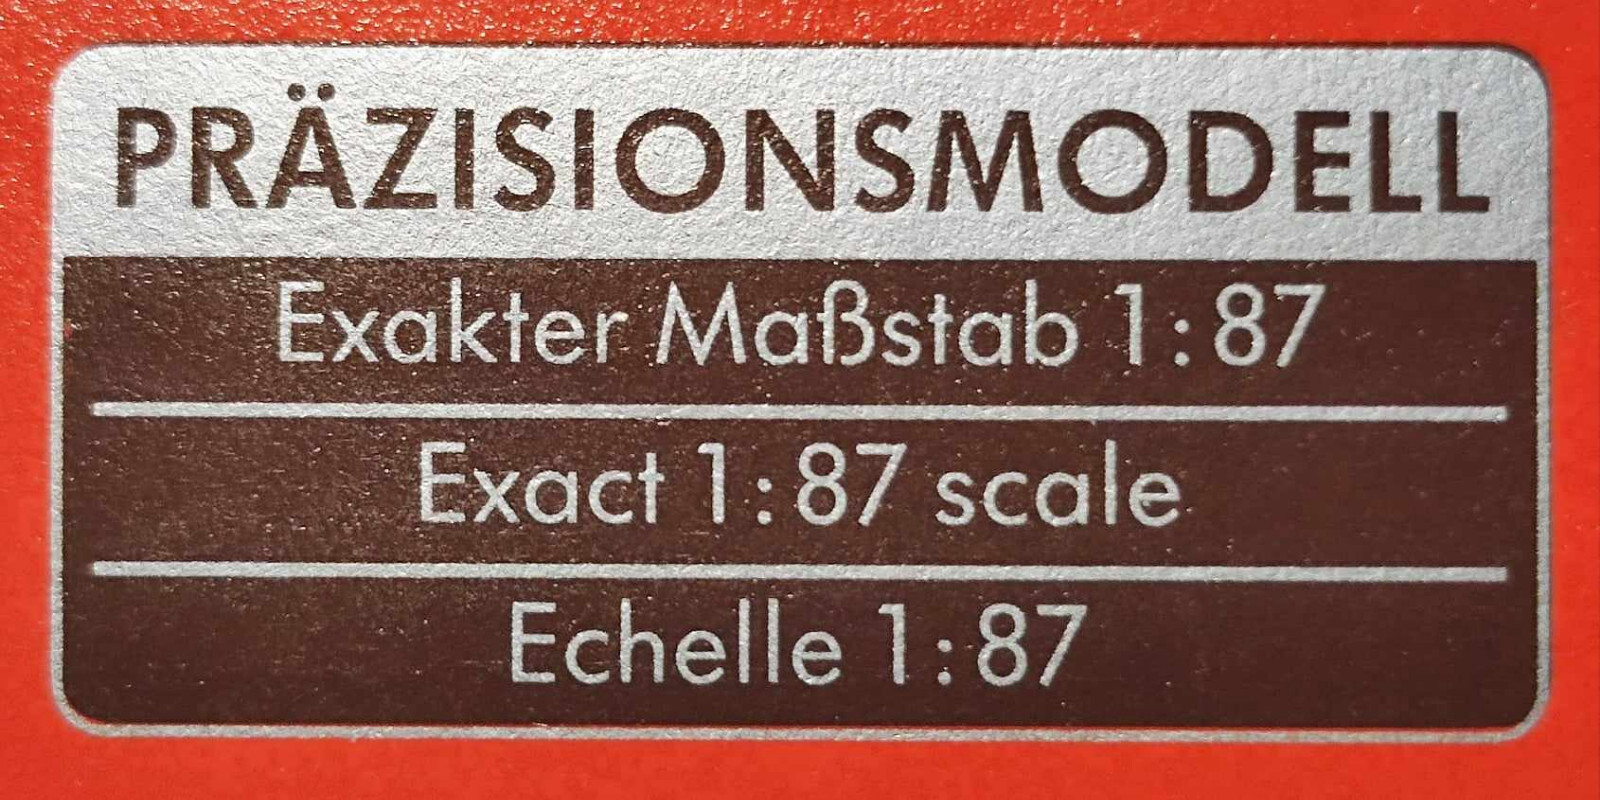 PRÄZISIONSMODELL
Exakter Maßstab 1:87
Exact 1:87 scale
Echelle 1:87